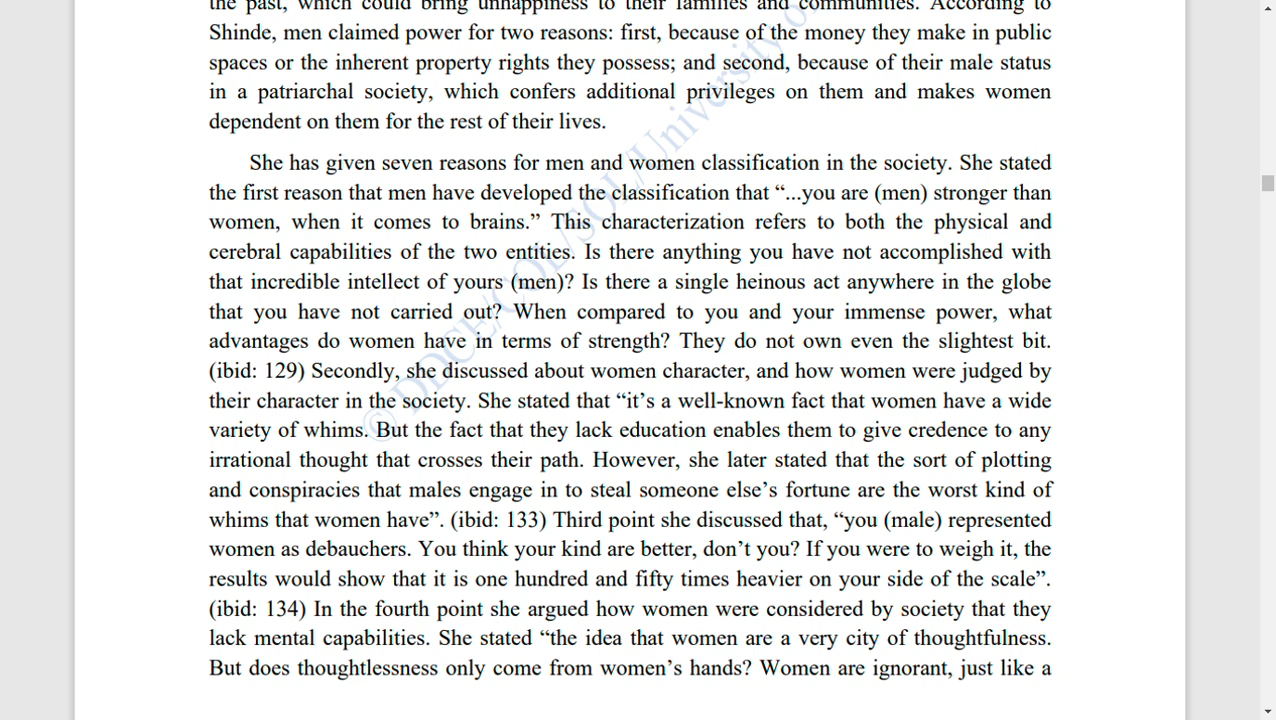 the past, which could bring unhappiness to their families and communities. According to
Shinde, men claimed power for two reasons: first, because of the money they make in public
spaces or the inherent property rights they possess; and second, because of their male status
in a patriarchal society, which confers additional privileges on them and makes women
dependent on them for the rest of their lives.
She has given seven reasons for men and women classification in the society. She stated
the first reason that men have developed the classification that “...you are (men) stronger than
women, when it comes to brains.” This characterization refers to both the physical and
cerebral capabilities of the two entities. Is there anything you have not accomplished with
that incredible intellect of yours (men)? Is there a single heinous act anywhere in the globe
that you have not carried out? When compared to you and your immense power, what
advantages do women have in terms of strength? They do not own even the slightest bit.
(ibid: 129) Secondly, she discussed about women character, and how women were judged by
their character in the society. She stated that “it’s a well-known fact that women have a wide
variety of whims. But the fact that they lack education enables them to give credence to any
irrational thought that crosses their path. However, she later stated that the sort of plotting
and conspiracies that males engage in to steal someone else’s fortune are the worst kind of
whims that women have”. (ibid: 133) Third point she discussed that, “you (male) represented
women as debauchers. You think your kind are better, don’t you? If you were to weigh it, the
results would show that it is one hundred and fifty times heavier on your side of the scale”.
(ibid: 134) In the fourth point she argued how women were considered by society that they
lack mental capabilities. She stated “the idea that women are a very city of thoughtfulness.
But does thoughtlessness only come from women’s hands? Women are ignorant, just like a
© DDCE/COL/SOL/University o